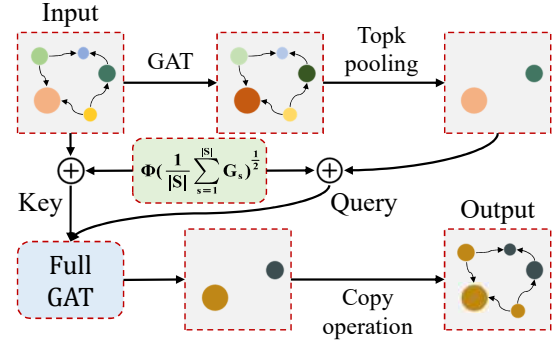 Input
GAT
Topk
pooling
Φ(1/|S| ∑_{s=1}^{|S|} G_s)^{1/2}
Key
Query
Output
Full
GAT
Copy
operation